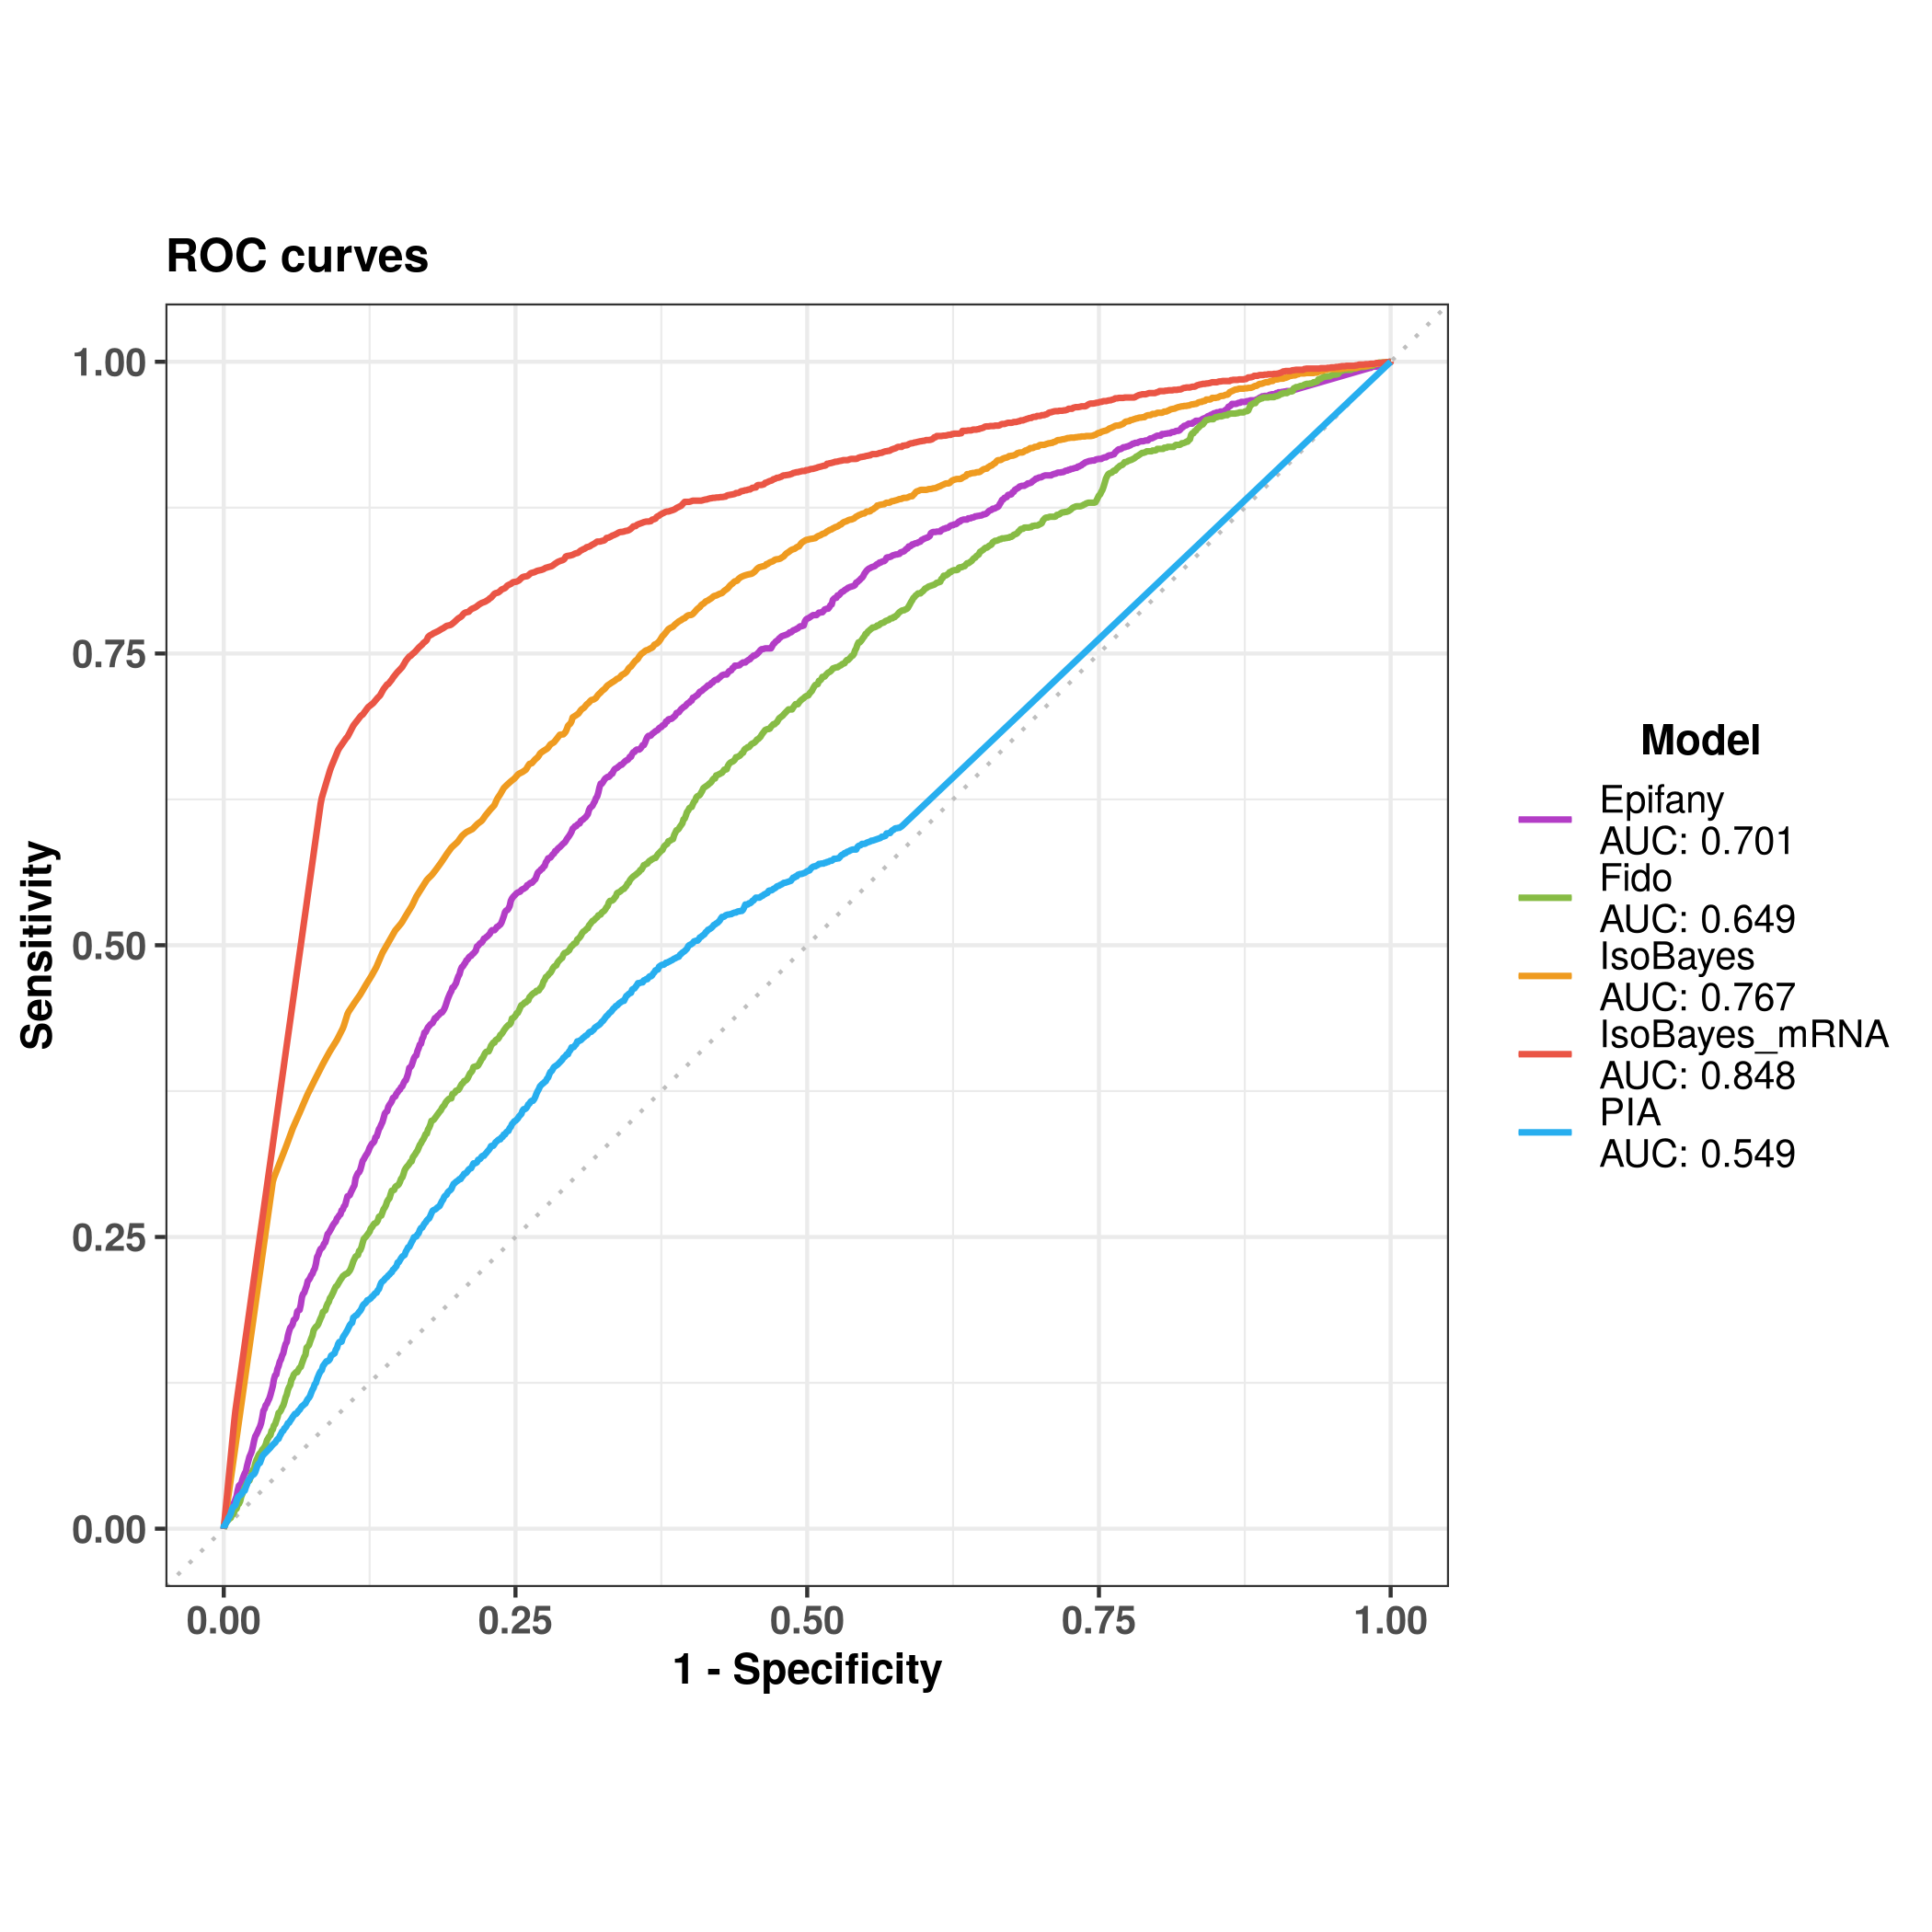 ROC curves
1.00
0.75
0.50
0.25
0.00
Sensitivity
0.00 0.25 0.50 0.75 1.00
1 - Specificity
Model
Epifany
AUC: 0.701
Fido
AUC: 0.649
IsoBayes
AUC: 0.767
IsoBayes_mRNA
AUC: 0.848
PIA
AUC: 0.549